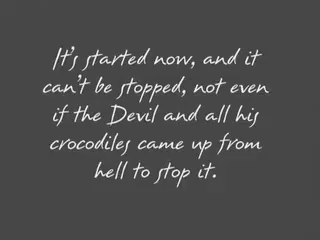 It's started now, and it
can't be stopped, not even
if the Devil and all his
crocodiles came up from
hell to stop it.